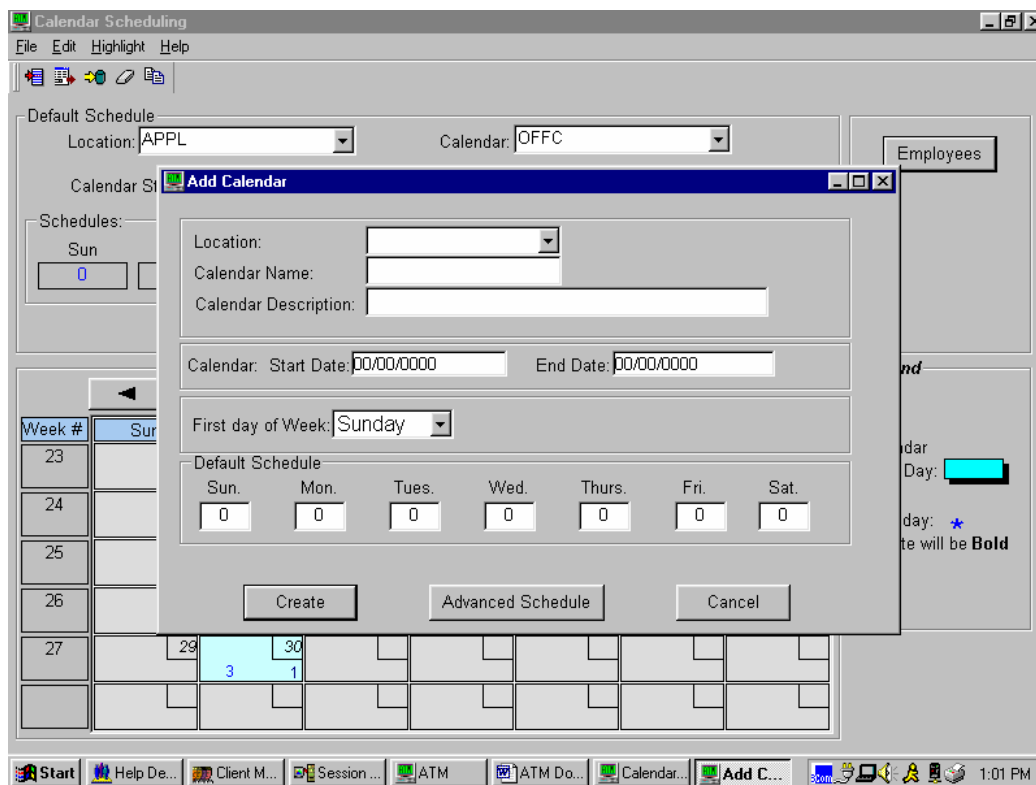 Calendar Scheduling
File Edit Highlight Help
Default Schedule
Location: APPL Calendar: OFFC
Employees
Calendar St
Add Calendar
Schedules:
Sun
0
Location:
Calendar Name:
Calendar Description:
Calendar: Start Date: 00/00/0000 End Date: 00/00/0000
nd
First day of Week: Sunday
Week # Sun
23
ndar
Day:
Default Schedule
Sun. Mon. Tues. Wed. Thurs. Fri. Sat.
0 0 0 0 0 0 0
24
day: *
te will be Bold
25
26
Create Advanced Schedule Cancel
27 29 30
3 1
Start Help De... Client M... Session ... ATM ATM Do... Calendar... Add C... 1:01 PM